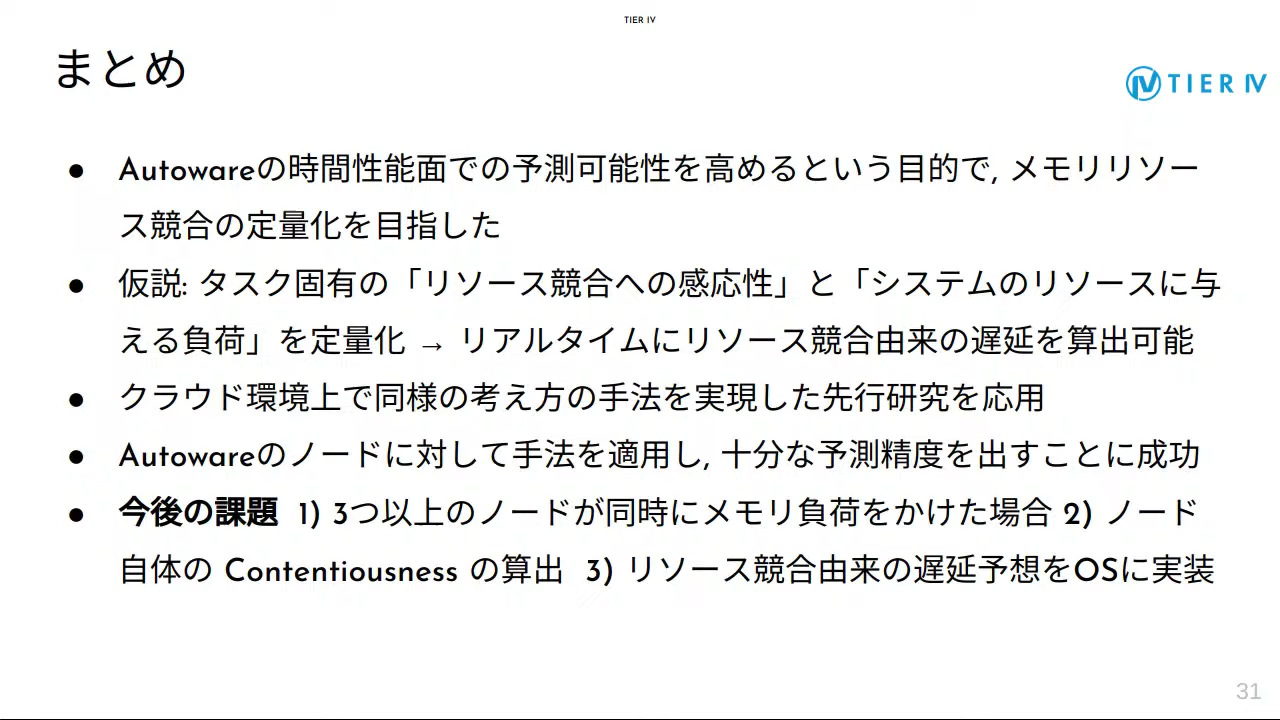 TIER IV
まとめ
TIER IV
● Autowareの時間性能面での予測可能性を高めるという目的で, メモリリソー
ス競合の定量化を目指した
● 仮説: タスク固有の「リソース競合への感応性」と「システムのリソースに与
える負荷」を定量化 → リアルタイムにリソース競合由来の遅延を算出可能
● クラウド環境上で同様の考え方の手法を実現した先行研究を応用
● Autowareのノードに対して手法を適用し, 十分な予測精度を出すことに成功
● 今後の課題 1) 3つ以上のノードが同時にメモリ負荷をかけた場合 2) ノード
自体の Contentiousness の算出 3) リソース競合由来の遅延予想をOSに実装
31